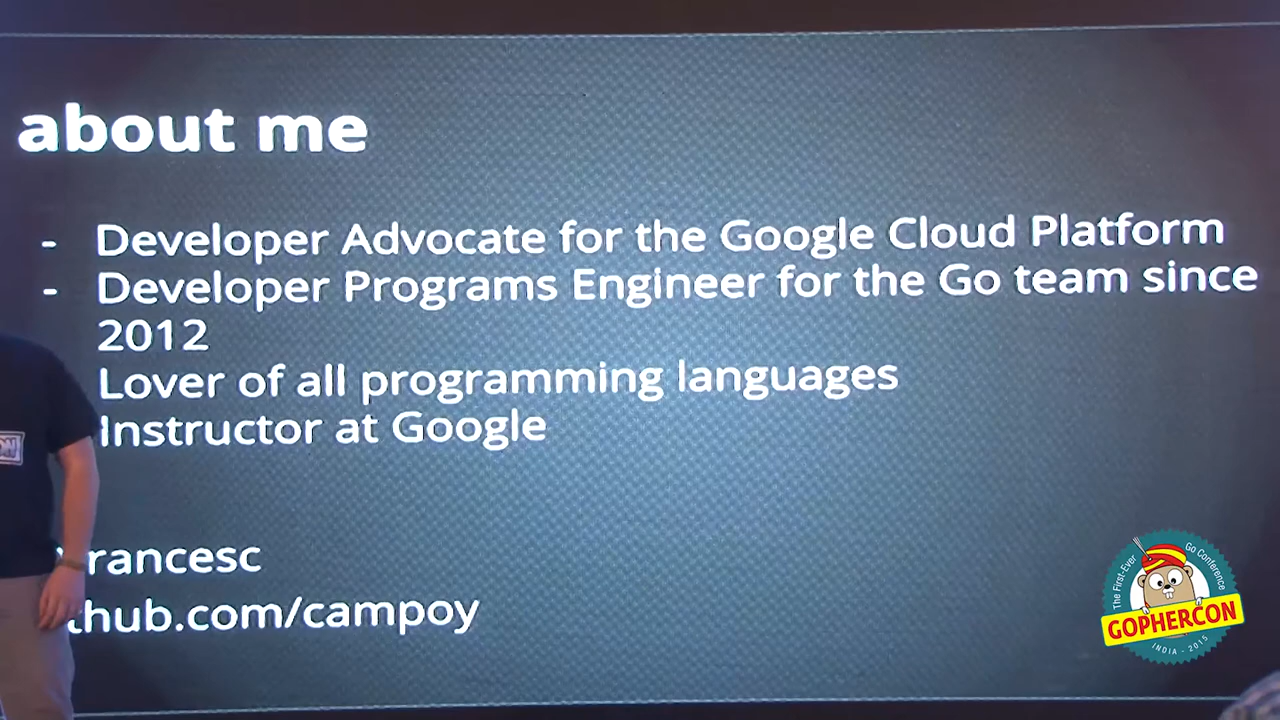 about me
- Developer Advocate for the Google Cloud Platform
- Developer Programs Engineer for the Go team since
2012
Lover of all programming languages
Instructor at Google
rancesc
thub.com/campoy
The First-Ever Go Conference
GOPHERCON
INDIA - 2015